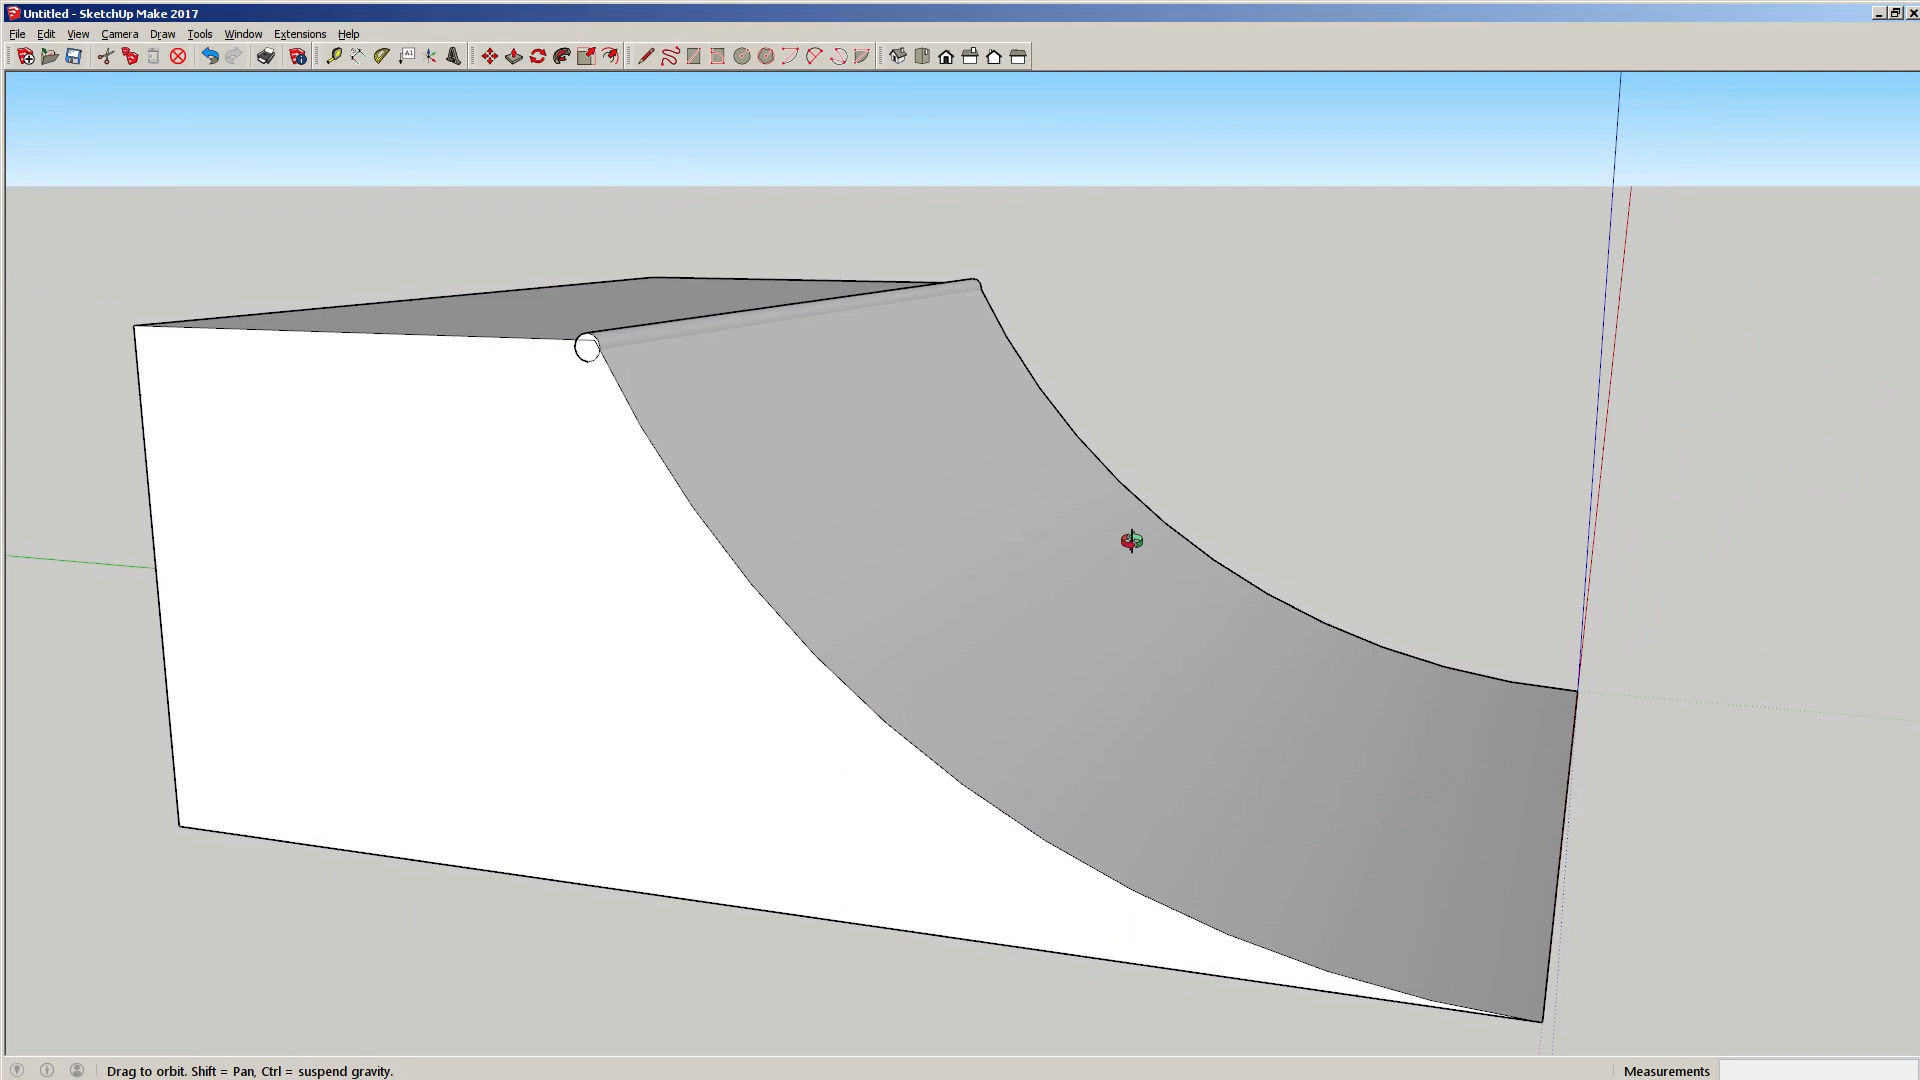 Untitled - SketchUp Make 2017
File Edit View Camera Draw Tools Window Extensions Help
A1
Drag to orbit. Shift = Pan, Ctrl = suspend gravity.
Measurements